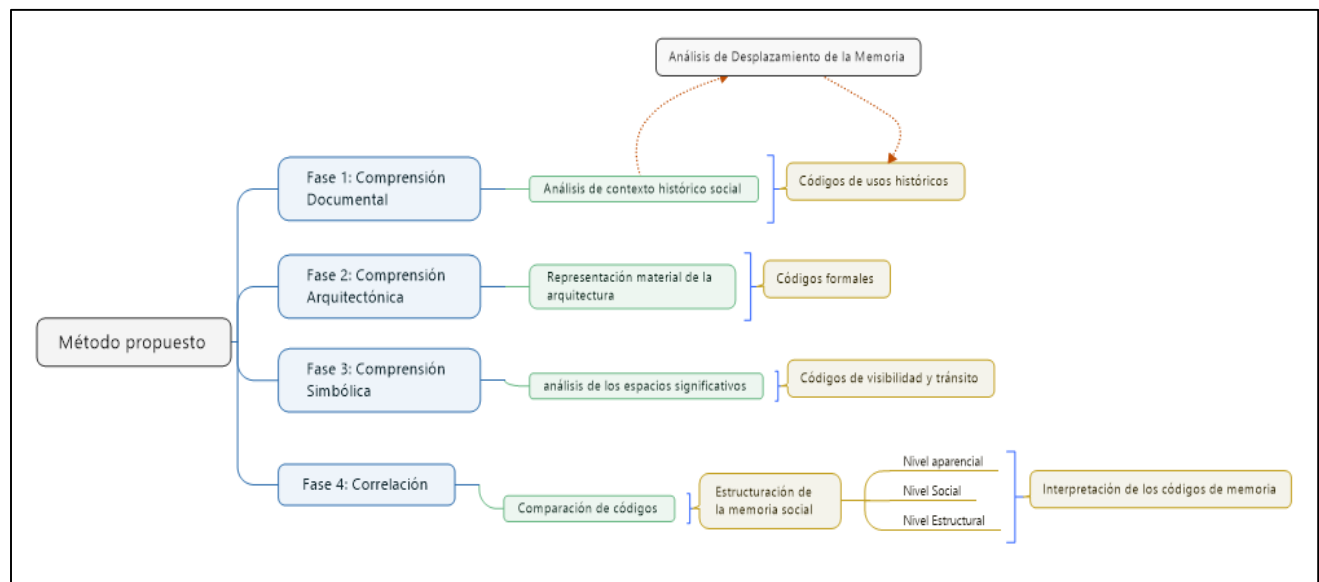 Análisis de Desplazamiento de la Memoria
Fase 1: Comprensión
Documental
Análisis de contexto histórico social
Códigos de usos históricos
Fase 2: Comprensión
Arquitectónica
Representación material de la
arquitectura
Códigos formales
Método propuesto
Fase 3: Comprensión
Simbólica
análisis de los espacios significativos
Códigos de visibilidad y tránsito
Fase 4: Correlación
Comparación de códigos
Estructuración de
la memoria social
Nivel aparencial
Nivel Social
Nivel Estructural
Interpretación de los códigos de memoria